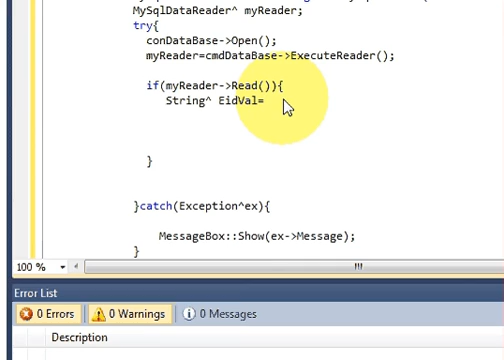 MySqlDataReader^ myReader;
try{
conDataBase->Open();
myReader=cmdDataBase->ExecuteReader();
if(myReader->Read()){
String^ EidVal=
}
}catch(Exception^ex){
MessageBox::Show(ex->Message);
}
100 %
Error List
0 Errors
0 Warnings
0 Messages
Description